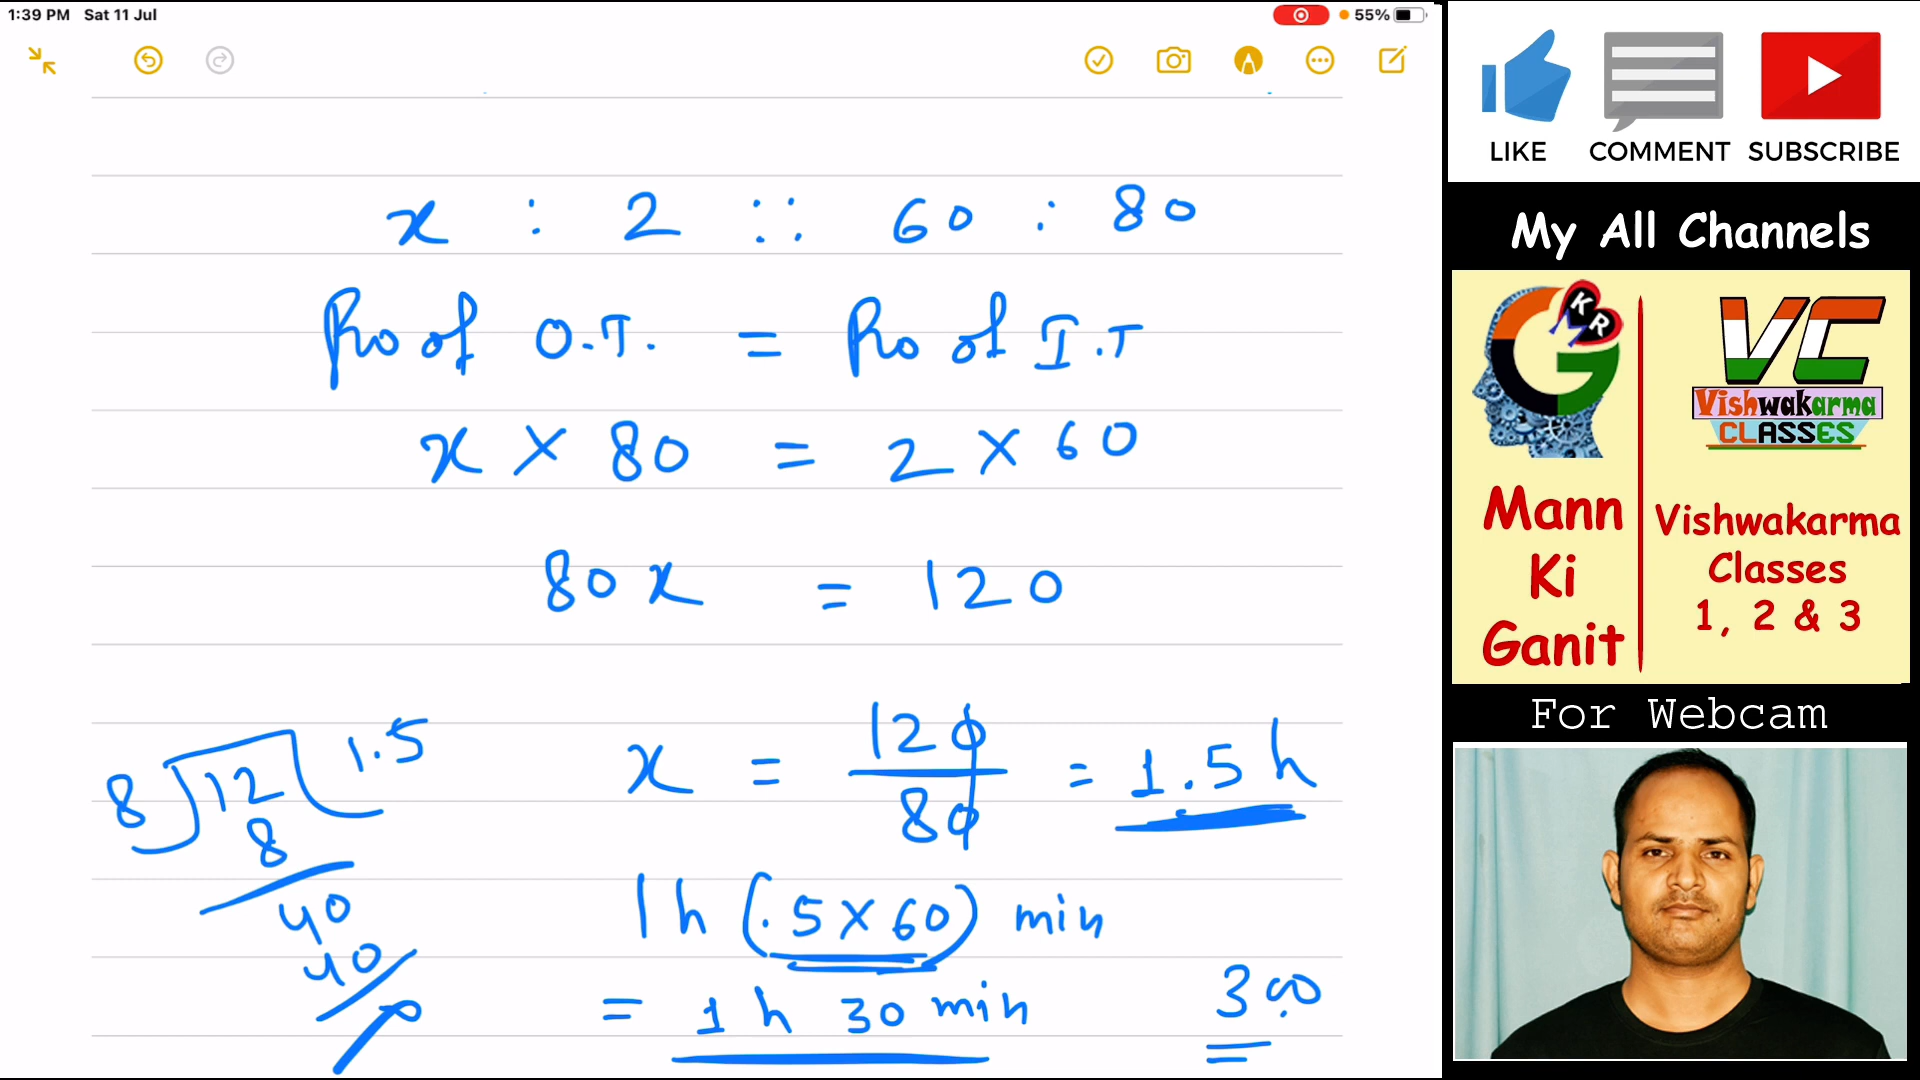 1:39 PM Sat 11 Jul
55%
x : 2 :: 60 : 80
Pro of O.T. = Pro of I.T
x × 80 = 2 × 60
80x = 120
x = 120/80 = 1.5 h
8)12(1.5
8
40
40
0
1h (.5×60) min
= 1 h 30 min
3.00
LIKE COMMENT SUBSCRIBE
My All Channels
G
K R
Mann
Ki
Ganit
VC
Vishwakarma
CLASSES
Vishwakarma
Classes
1, 2 & 3
For Webcam